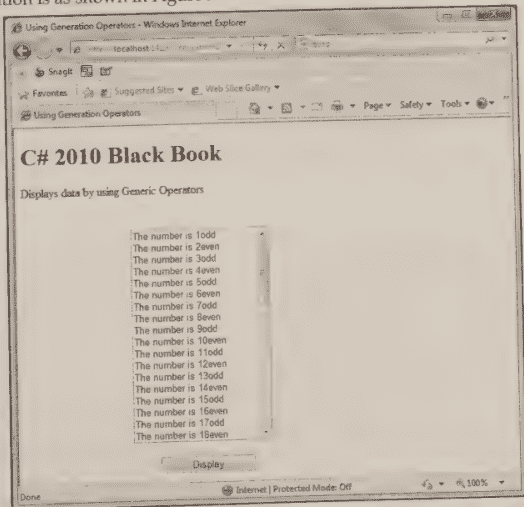 tion is as shown in Figure
Using Generation Operators - Windows Internet Explorer
localhost
Snagit
Favorites Suggested Sites Web Slice Gallery
Using Generation Operators Page Safety Tools
C# 2010 Black Book
Displays data by using Generic Operators
The number is 1odd
The number is 2even
The number is 3odd
The number is 4even
The number is 5odd
The number is 6even
The number is 7odd
The number is 8even
The number is 9odd
The number is 10even
The number is 11odd
The number is 12even
The number is 13odd
The number is 14even
The number is 15odd
The number is 16even
The number is 17odd
The number is 18even
Display
Done Internet | Protected Mode: Off 100%